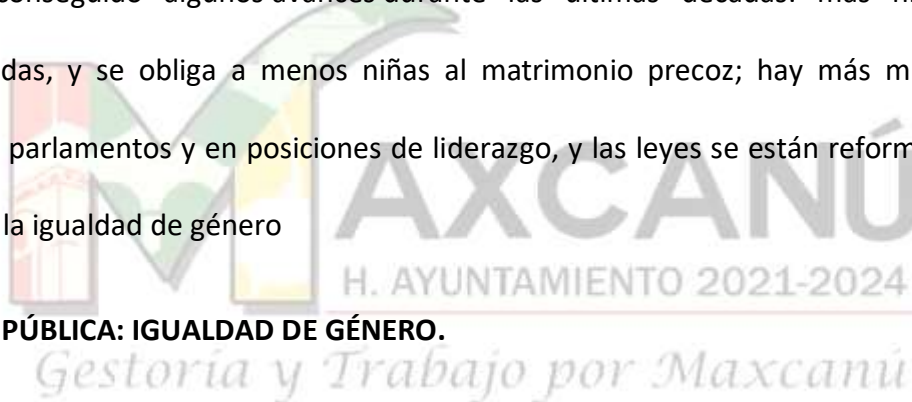 conseguido algunos avances durante las últimas décadas: más
das, y se obliga a menos niñas al matrimonio precoz; hay más m
parlamentos y en posiciones de liderazgo, y las leyes se están reform
la igualdad de género
MAXCANÚ
H. AYUNTAMIENTO 2021-2024
PÚBLICA: IGUALDAD DE GÉNERO.
Gestoría y Trabajo por Maxcanú